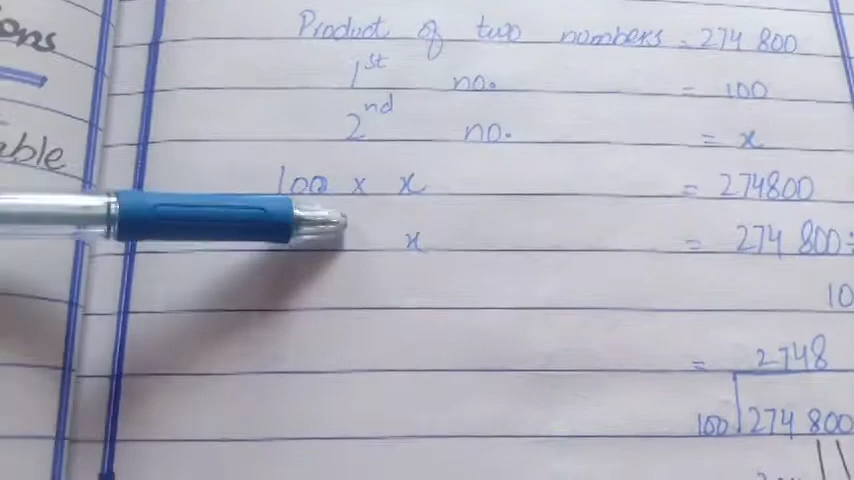 ons
Product of two numbers = 274 800
1st no. = 100
2nd no. = x
able
100 × x = 274800
x = 274 800 ÷
10
= 2748
100 274 800